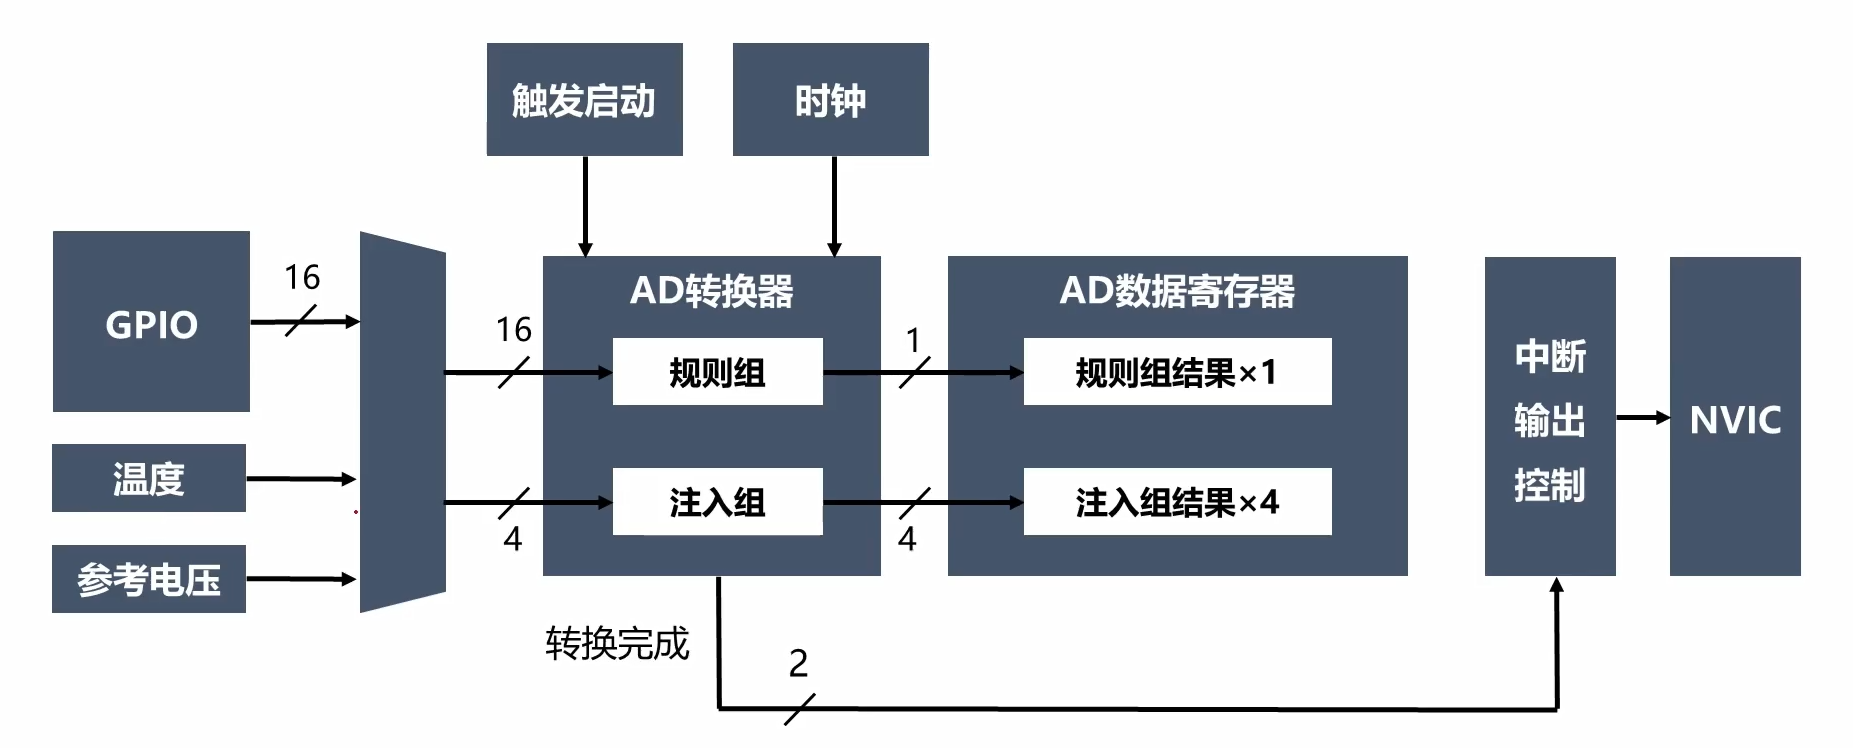 触发启动
时钟
GPIO
16
温度
参考电压
16
4
AD转换器
规则组
注入组
1
4
AD数据寄存器
规则组结果×1
注入组结果×4
转换完成
2
中断
输出
控制
NVIC